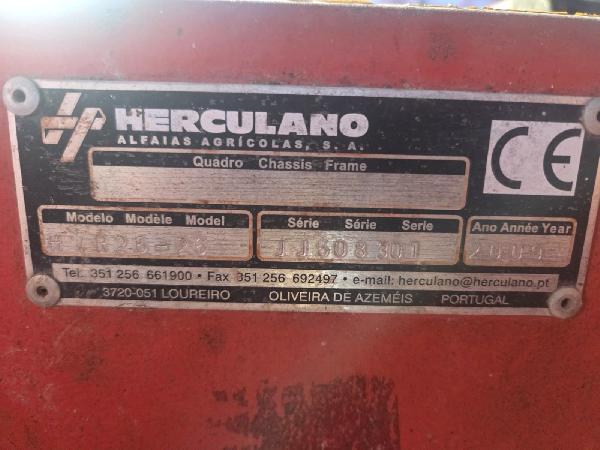 HERCULANO
ALFAIAS AGRÍCOLAS, S. A.
CE
Quadro Chassis Frame
Modelo Modèle Model
Série Série Serie
Ano Année Year
2009
Tel: 351 256 661900 • Fax 351 256 692497 • e-mail: herculano@herculano.pt
3720-051 LOUREIRO OLIVEIRA DE AZEMÉIS PORTUGAL